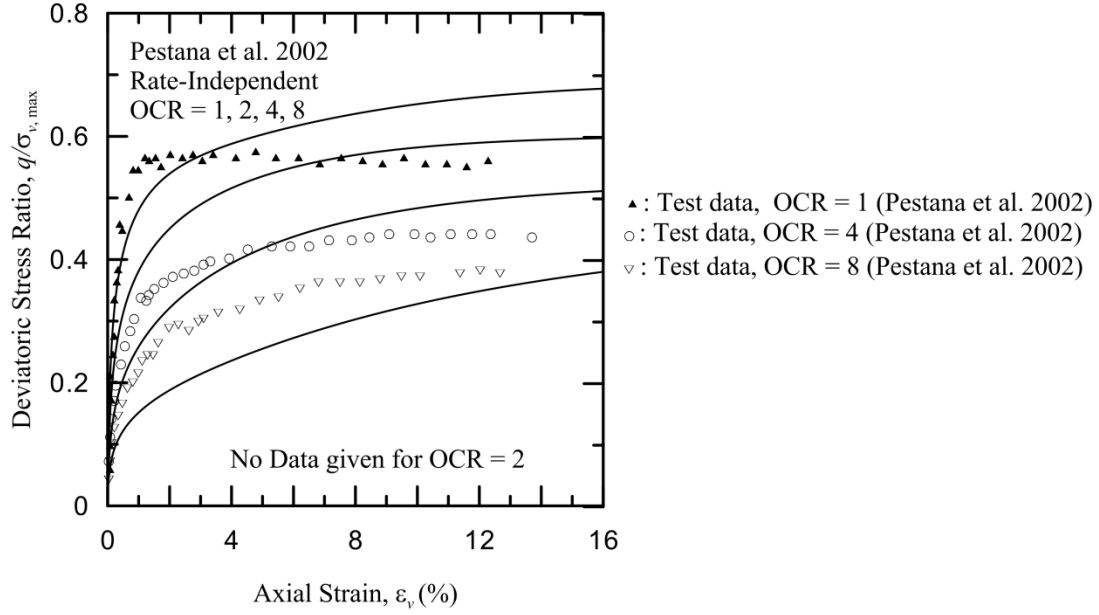 0.8
0.6
0.4
0.2
0
Deviatoric Stress Ratio, q/σv, max
Pestana et al. 2002
Rate-Independent
OCR = 1, 2, 4, 8
No Data given for OCR = 2
0 4 8 12 16
Axial Strain, εv (%)
▲ : Test data, OCR = 1 (Pestana et al. 2002)
○ : Test data, OCR = 4 (Pestana et al. 2002)
▽ : Test data, OCR = 8 (Pestana et al. 2002)